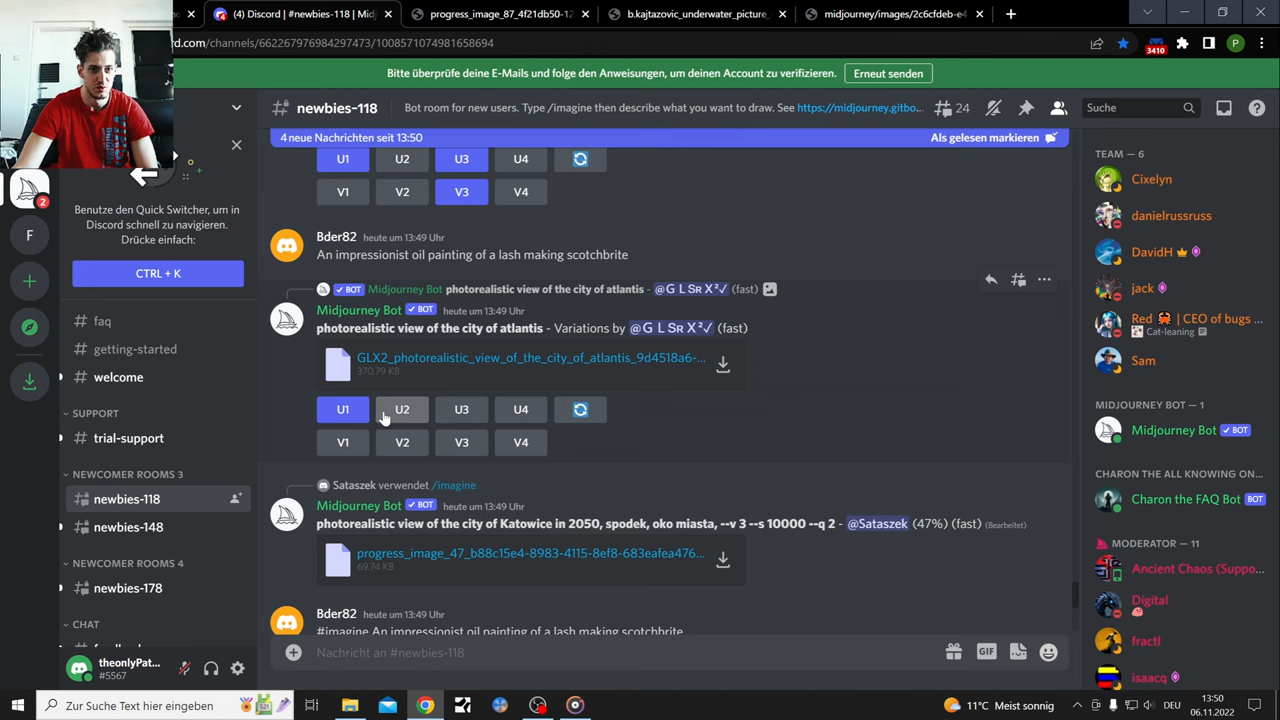 (4) Discord | #newbies-118 | Mid
progress_image_87_4f21db50-12
b.kajtazovic_underwater_picture_
midjourney/images/2c6cfdeb-e4
rd.com/channels/662267976984297473/1008571074981658694
3410
P
Bitte überprüfe deine E-Mails und folge den Anweisungen, um deinen Account zu verifizieren.
Erneut senden
newbies-118
Bot room for new users. Type /imagine then describe what you want to draw. See https://midjourney.gitbo...
24
Suche
4 neue Nachrichten seit 13:50
Als gelesen markieren
Benutze den Quick Switcher, um in
Discord schnell zu navigieren.
Drücke einfach:
CTRL + K
2
F
faq
getting-started
welcome
SUPPORT
trial-support
NEWCOMER ROOMS 3
newbies-118
newbies-148
NEWCOMER ROOMS 4
newbies-178
CHAT
theonlyPat...
#5567
U1 U2 U3 U4
V1 V2 V3 V4
Bder82 heute um 13:49 Uhr
An impressionist oil painting of a lash making scotchbrite
BOT Midjourney Bot photorealistic view of the city of atlantis - @G L Sʀ X²✓ (fast)
Midjourney Bot BOT heute um 13:49 Uhr
photorealistic view of the city of atlantis - Variations by @G L Sʀ X²✓ (fast)
GLX2_photorealistic_view_of_the_city_of_atlantis_9d4518a6-...
370.79 KB
U1 U2 U3 U4
V1 V2 V3 V4
Sataszek verwendet /imagine
Midjourney Bot BOT heute um 13:49 Uhr
photorealistic view of the city of Katowice in 2050, spodek, oko miasta, --v 3 --s 10000 --q 2 - @Sataszek (47%) (fast) (Bearbeitet)
progress_image_47_b88c15e4-8983-4115-8ef8-683eafea476...
69.74 KB
Bder82 heute um 13:49 Uhr
#imagine An impressionist oil painting of a lash making scotchbrite
Nachricht an #newbies-118
GIF
TEAM — 6
Cixelyn
danielrussruss
DavidH
jack
Red 🦀 | CEO of bugs ...
Cat-leaning
Sam
MIDJOURNEY BOT — 1
Midjourney Bot BOT
CHARON THE ALL KNOWING ON...
Charon the FAQ Bot BOT
MODERATOR — 11
Ancient Chaos (Suppo...
Digital
fractl
isaacq
Zur Suche Text hier eingeben
11°C Meist sonnig
DEU
13:50
06.11.2022